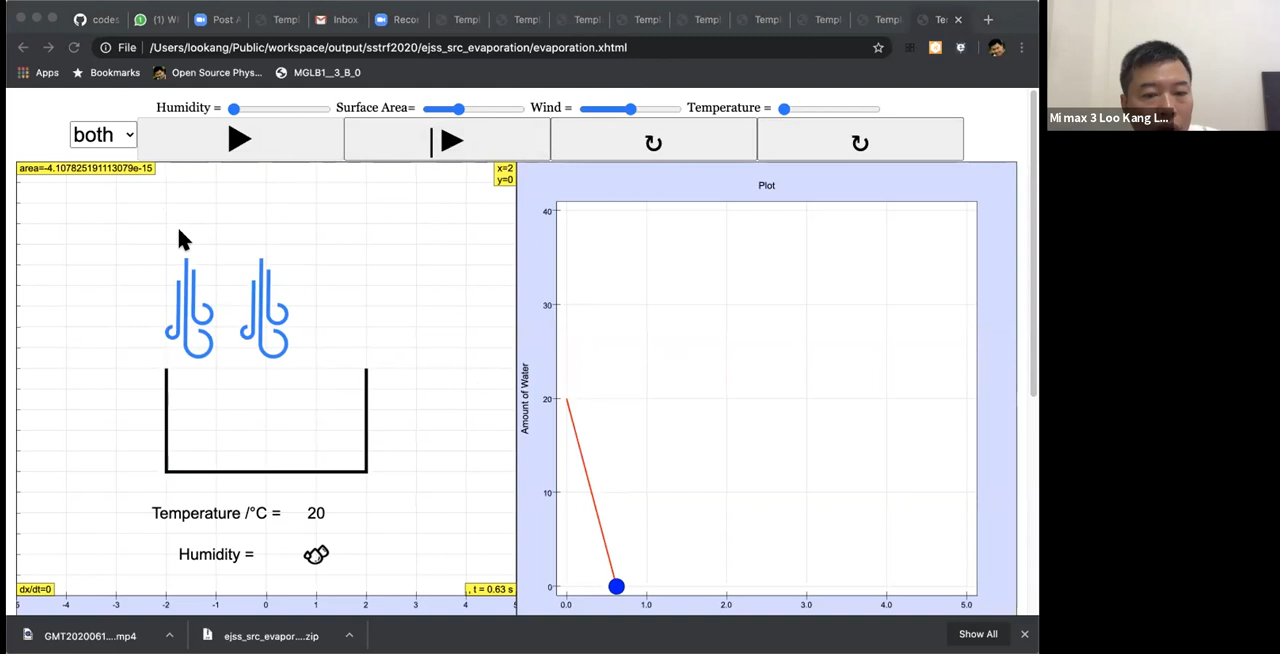 codes
(1) W
Post A
Templ
Inbox
Recor
Templ
Templ
Templ
Templ
Templ
Templ
Templ
Templ
Te
File
/Users/lookang/Public/workspace/output/sstrf2020/ejss_src_evaporation/evaporation.xhtml
Apps
Bookmarks
Open Source Phys...
MGLB1__3_B_0
Mi max 3 Loo Kang L...
Humidity =
Surface Area=
Wind =
Temperature =
both
area=-4.107825191113079e-15
x=2
y=0
Temperature /°C = 20
Humidity =
dx/dt=0
, t = 0.63 s
-5 -4 -3 -2 -1 0 1 2 3 4 5
Plot
Amount of Water
40
30
20
10
0
0.0 1.0 2.0 3.0 4.0 5.0
GMT2020061....mp4
ejss_src_evapor....zip
Show All